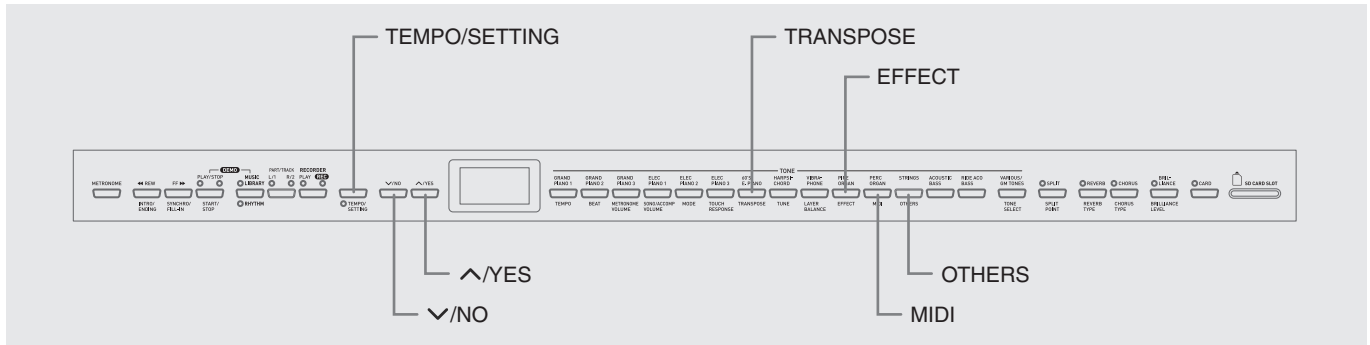 TEMPO/SETTING
TRANSPOSE
EFFECT
DEMO
TONE
PLAY/STOP
MUSIC LIBRARY
PART/TRACK
L/1 R/2
RECORDER
PLAY REC
METRONOME
REW
FF
∨/NO
∧/YES
GRAND PIANO 1
GRAND PIANO 2
GRAND PIANO 3
ELEC PIANO 1
ELEC PIANO 2
ELEC PIANO 3
60'S E.PIANO
HARPSI-CHORD
VIBRA-PHONE
PIPE ORGAN
PERC ORGAN
STRINGS
ACOUSTIC BASS
RIDE ACO BASS
VARIOUS/GM TONES
SPLIT
REVERB
CHORUS
BRIL-LIANCE
CARD
SD CARD SLOT
INTRO/ENDING
SYNCHRO/FILL-IN
START/STOP
RHYTHM
TEMPO/SETTING
TEMPO
BEAT
METRONOME VOLUME
SONG/ACCOMP VOLUME
MODE
TOUCH RESPONSE
TRANSPOSE
TUNE
LAYER BALANCE
EFFECT
MIDI
OTHERS
TONE SELECT
SPLIT POINT
REVERB TYPE
CHORUS TYPE
BRILLIANCE LEVEL
∧/YES
OTHERS
∨/NO
MIDI